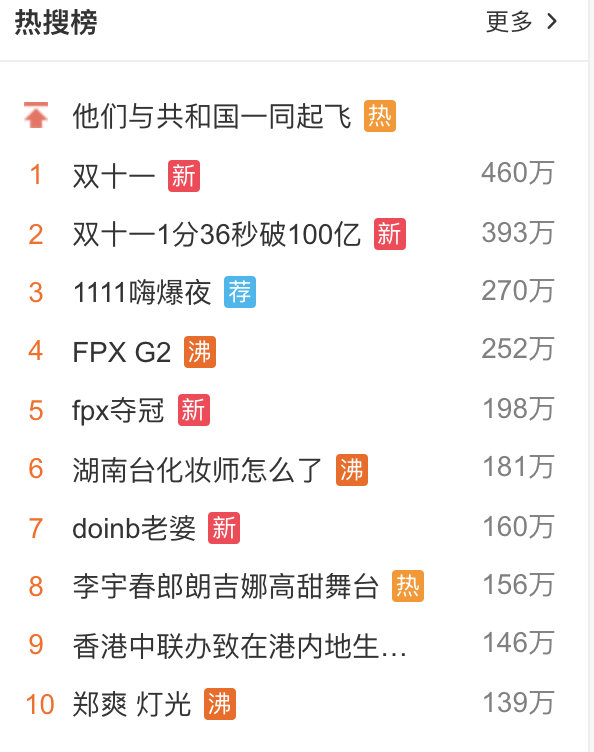 热搜榜 更多 >
他们与共和国一同起飞 热
1 双十一 新 460万
2 双十一1分36秒破100亿 新 393万
3 1111嗨爆夜 荐 270万
4 FPX G2 沸 252万
5 fpx夺冠 新 198万
6 湖南台化妆师怎么了 沸 181万
7 doinb老婆 新 160万
8 李宇春郎朗吉娜高甜舞台 热 156万
9 香港中联办致在港内地生… 146万
10 郑爽 灯光 沸 139万